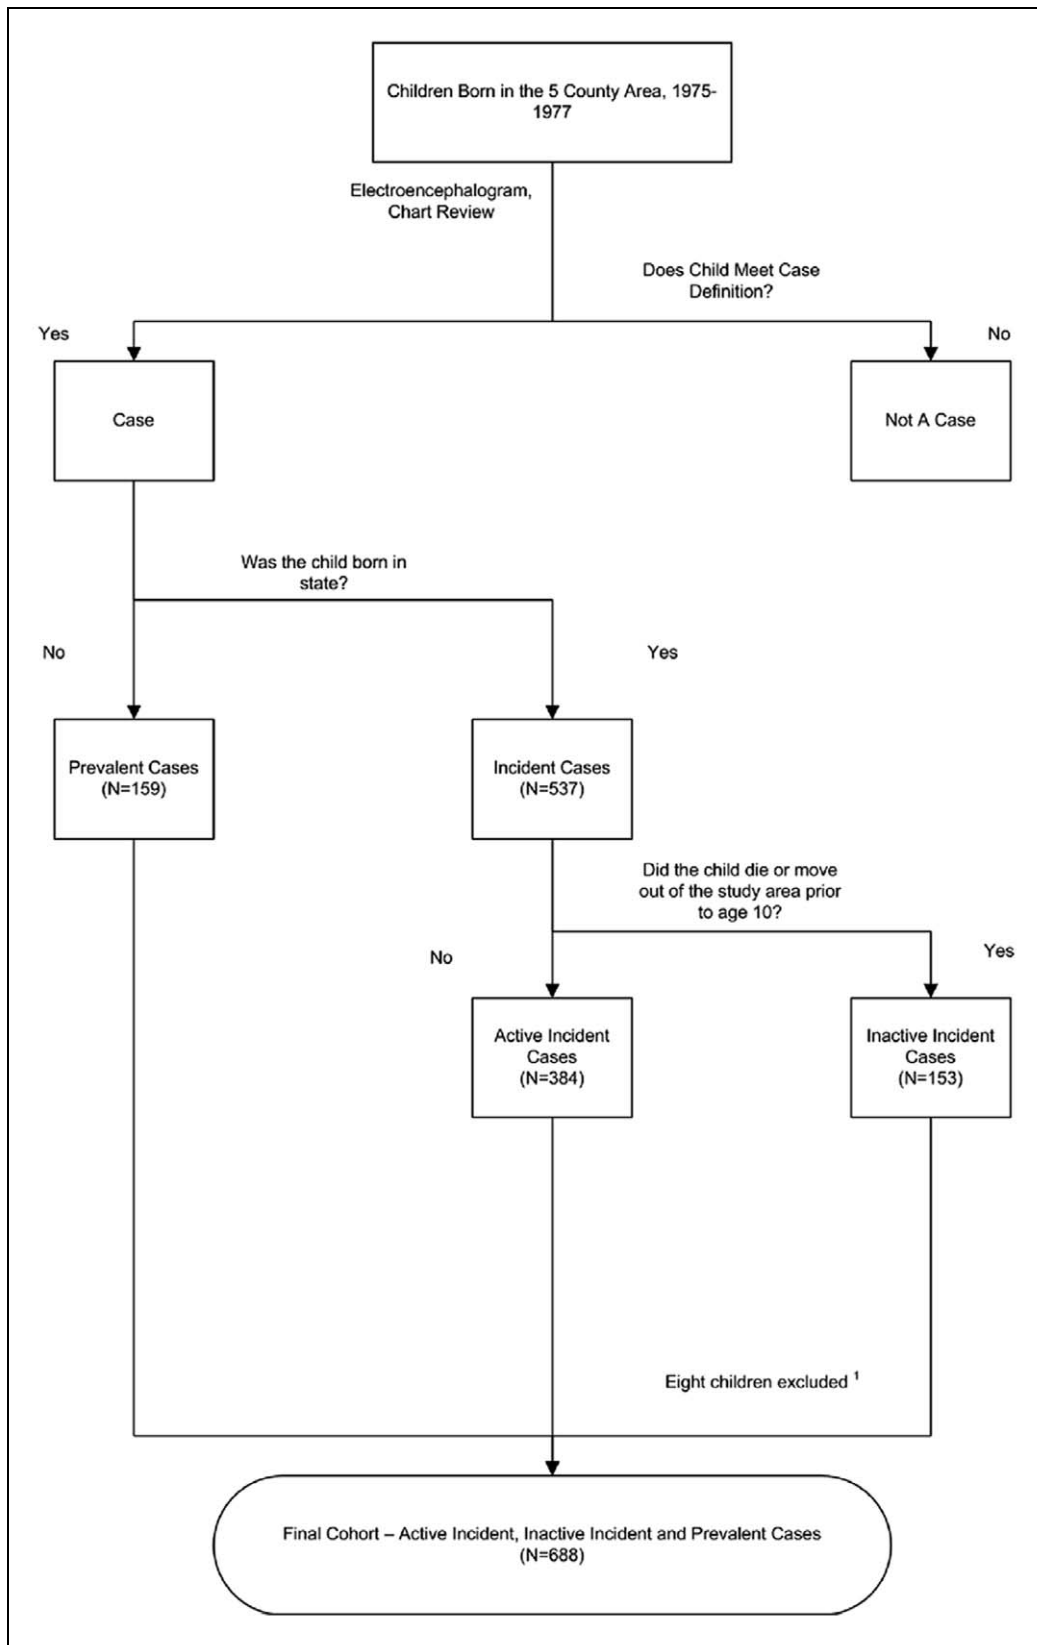 Children Born in the 5 County Area, 1975-
1977
Electroencephalogram,
Chart Review
Does Child Meet Case
Definition?
Yes
No
Case
Not A Case
Was the child born in
state?
No
Yes
Prevalent Cases
(N=159)
Incident Cases
(N=537)
Did the child die or move
out of the study area prior
to age 10?
No
Yes
Active Incident
Cases
(N=384)
Inactive Incident
Cases
(N=153)
Eight children excluded 1
Final Cohort – Active Incident, Inactive Incident and Prevalent Cases
(N=688)